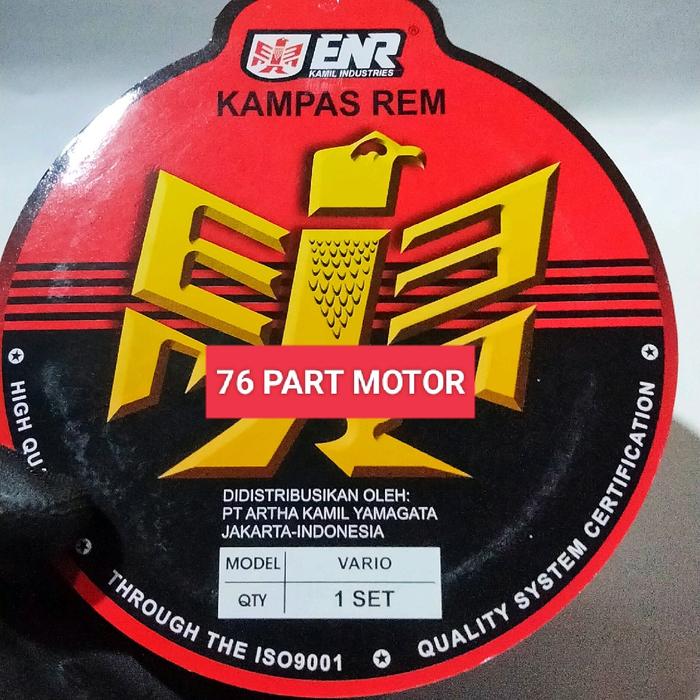 ENR®
KAMIL INDUSTRIES
KAMPAS REM
76 PART MOTOR
DIDISTRIBUSIKAN OLEH:
PT ARTHA KAMIL YAMAGATA
JAKARTA-INDONESIA
MODEL VARIO
QTY 1 SET
HIGH
THROUGH THE ISO9001
QUALITY SYSTEM CERTIFICATION